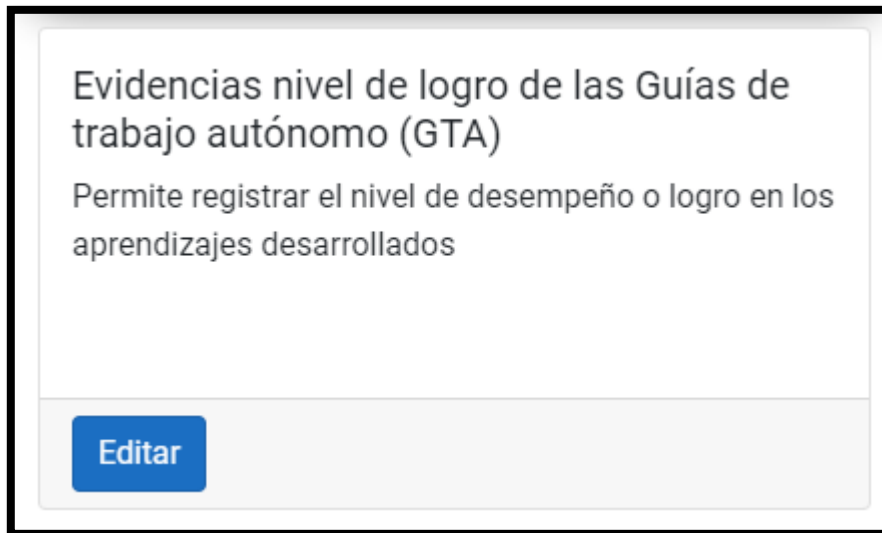 Evidencias nivel de logro de las Guías de
trabajo autónomo (GTA)
Permite registrar el nivel de desempeño o logro en los
aprendizajes desarrollados
Editar